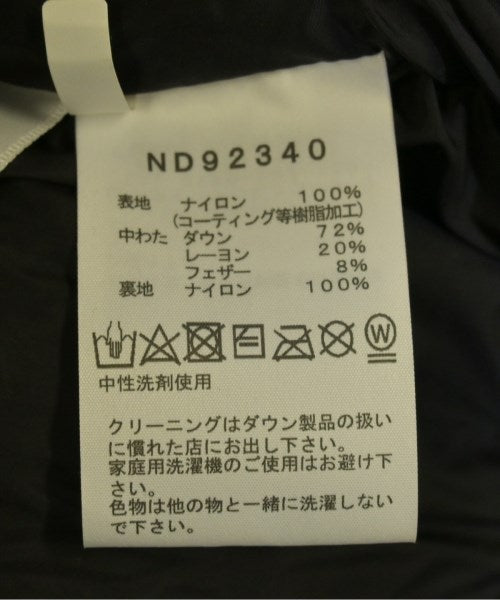 ND92340
表地 ナイロン 100%
(コーティング等樹脂加工)
中わた ダウン 72%
レーヨン 20%
フェザー 8%
裏地 ナイロン 100%
W
中性洗剤使用
クリーニングはダウン製品の扱い
に慣れた店にお出し下さい。
家庭用洗濯機のご使用はお避け下
さい。
色物は他の物と一緒に洗濯しない
で下さい。